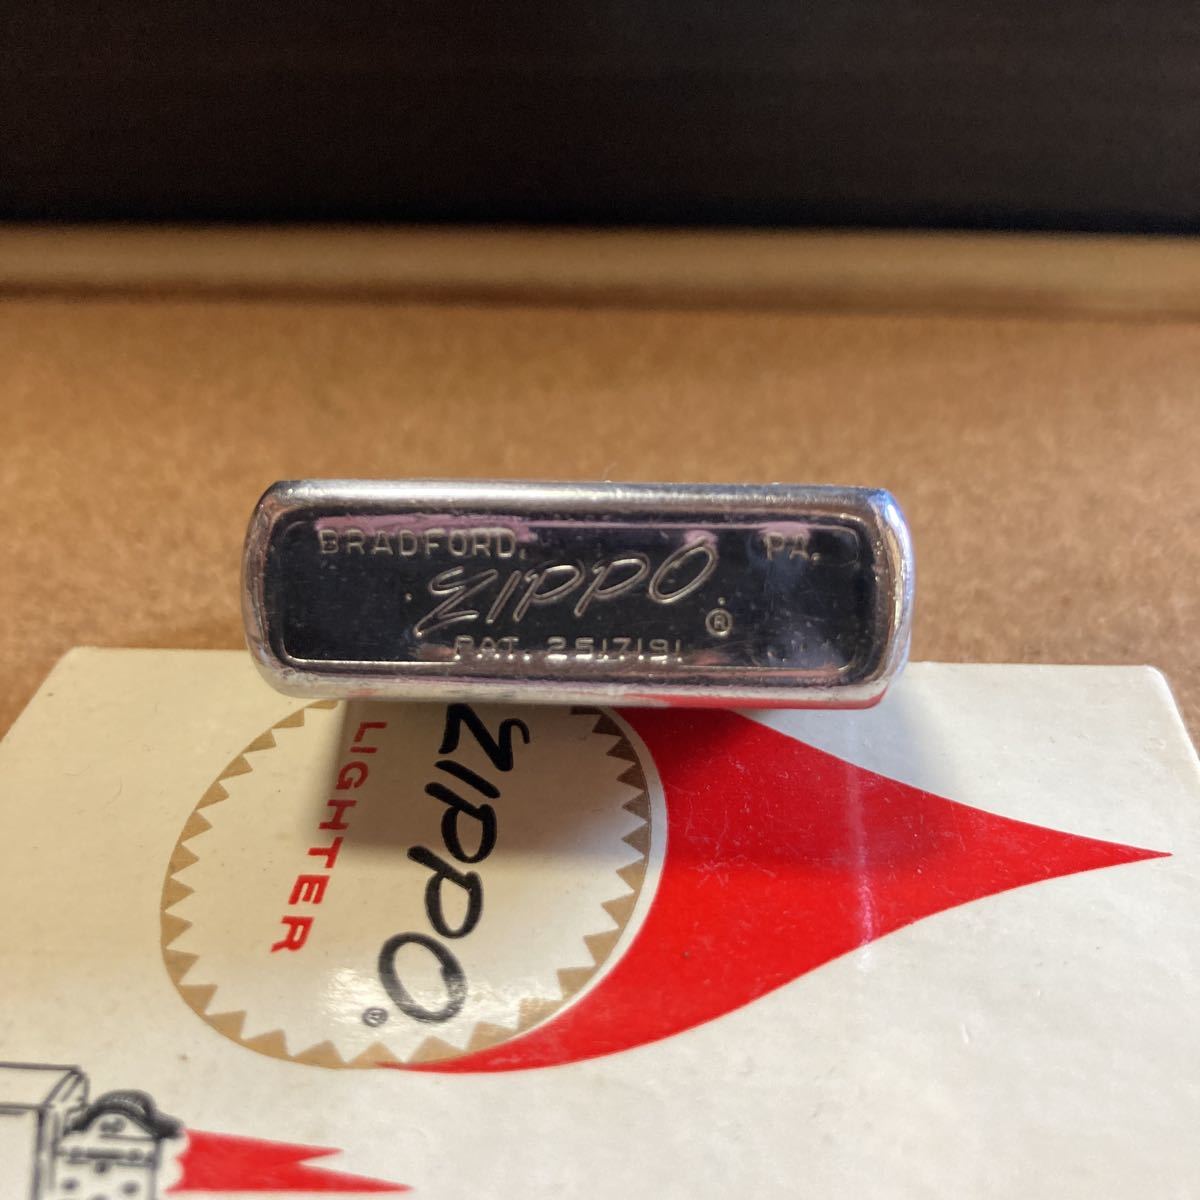 BRADFORD, PA.
ZIPPO ®
PAT. 2517191
ZIPPO ®
LIGHTER